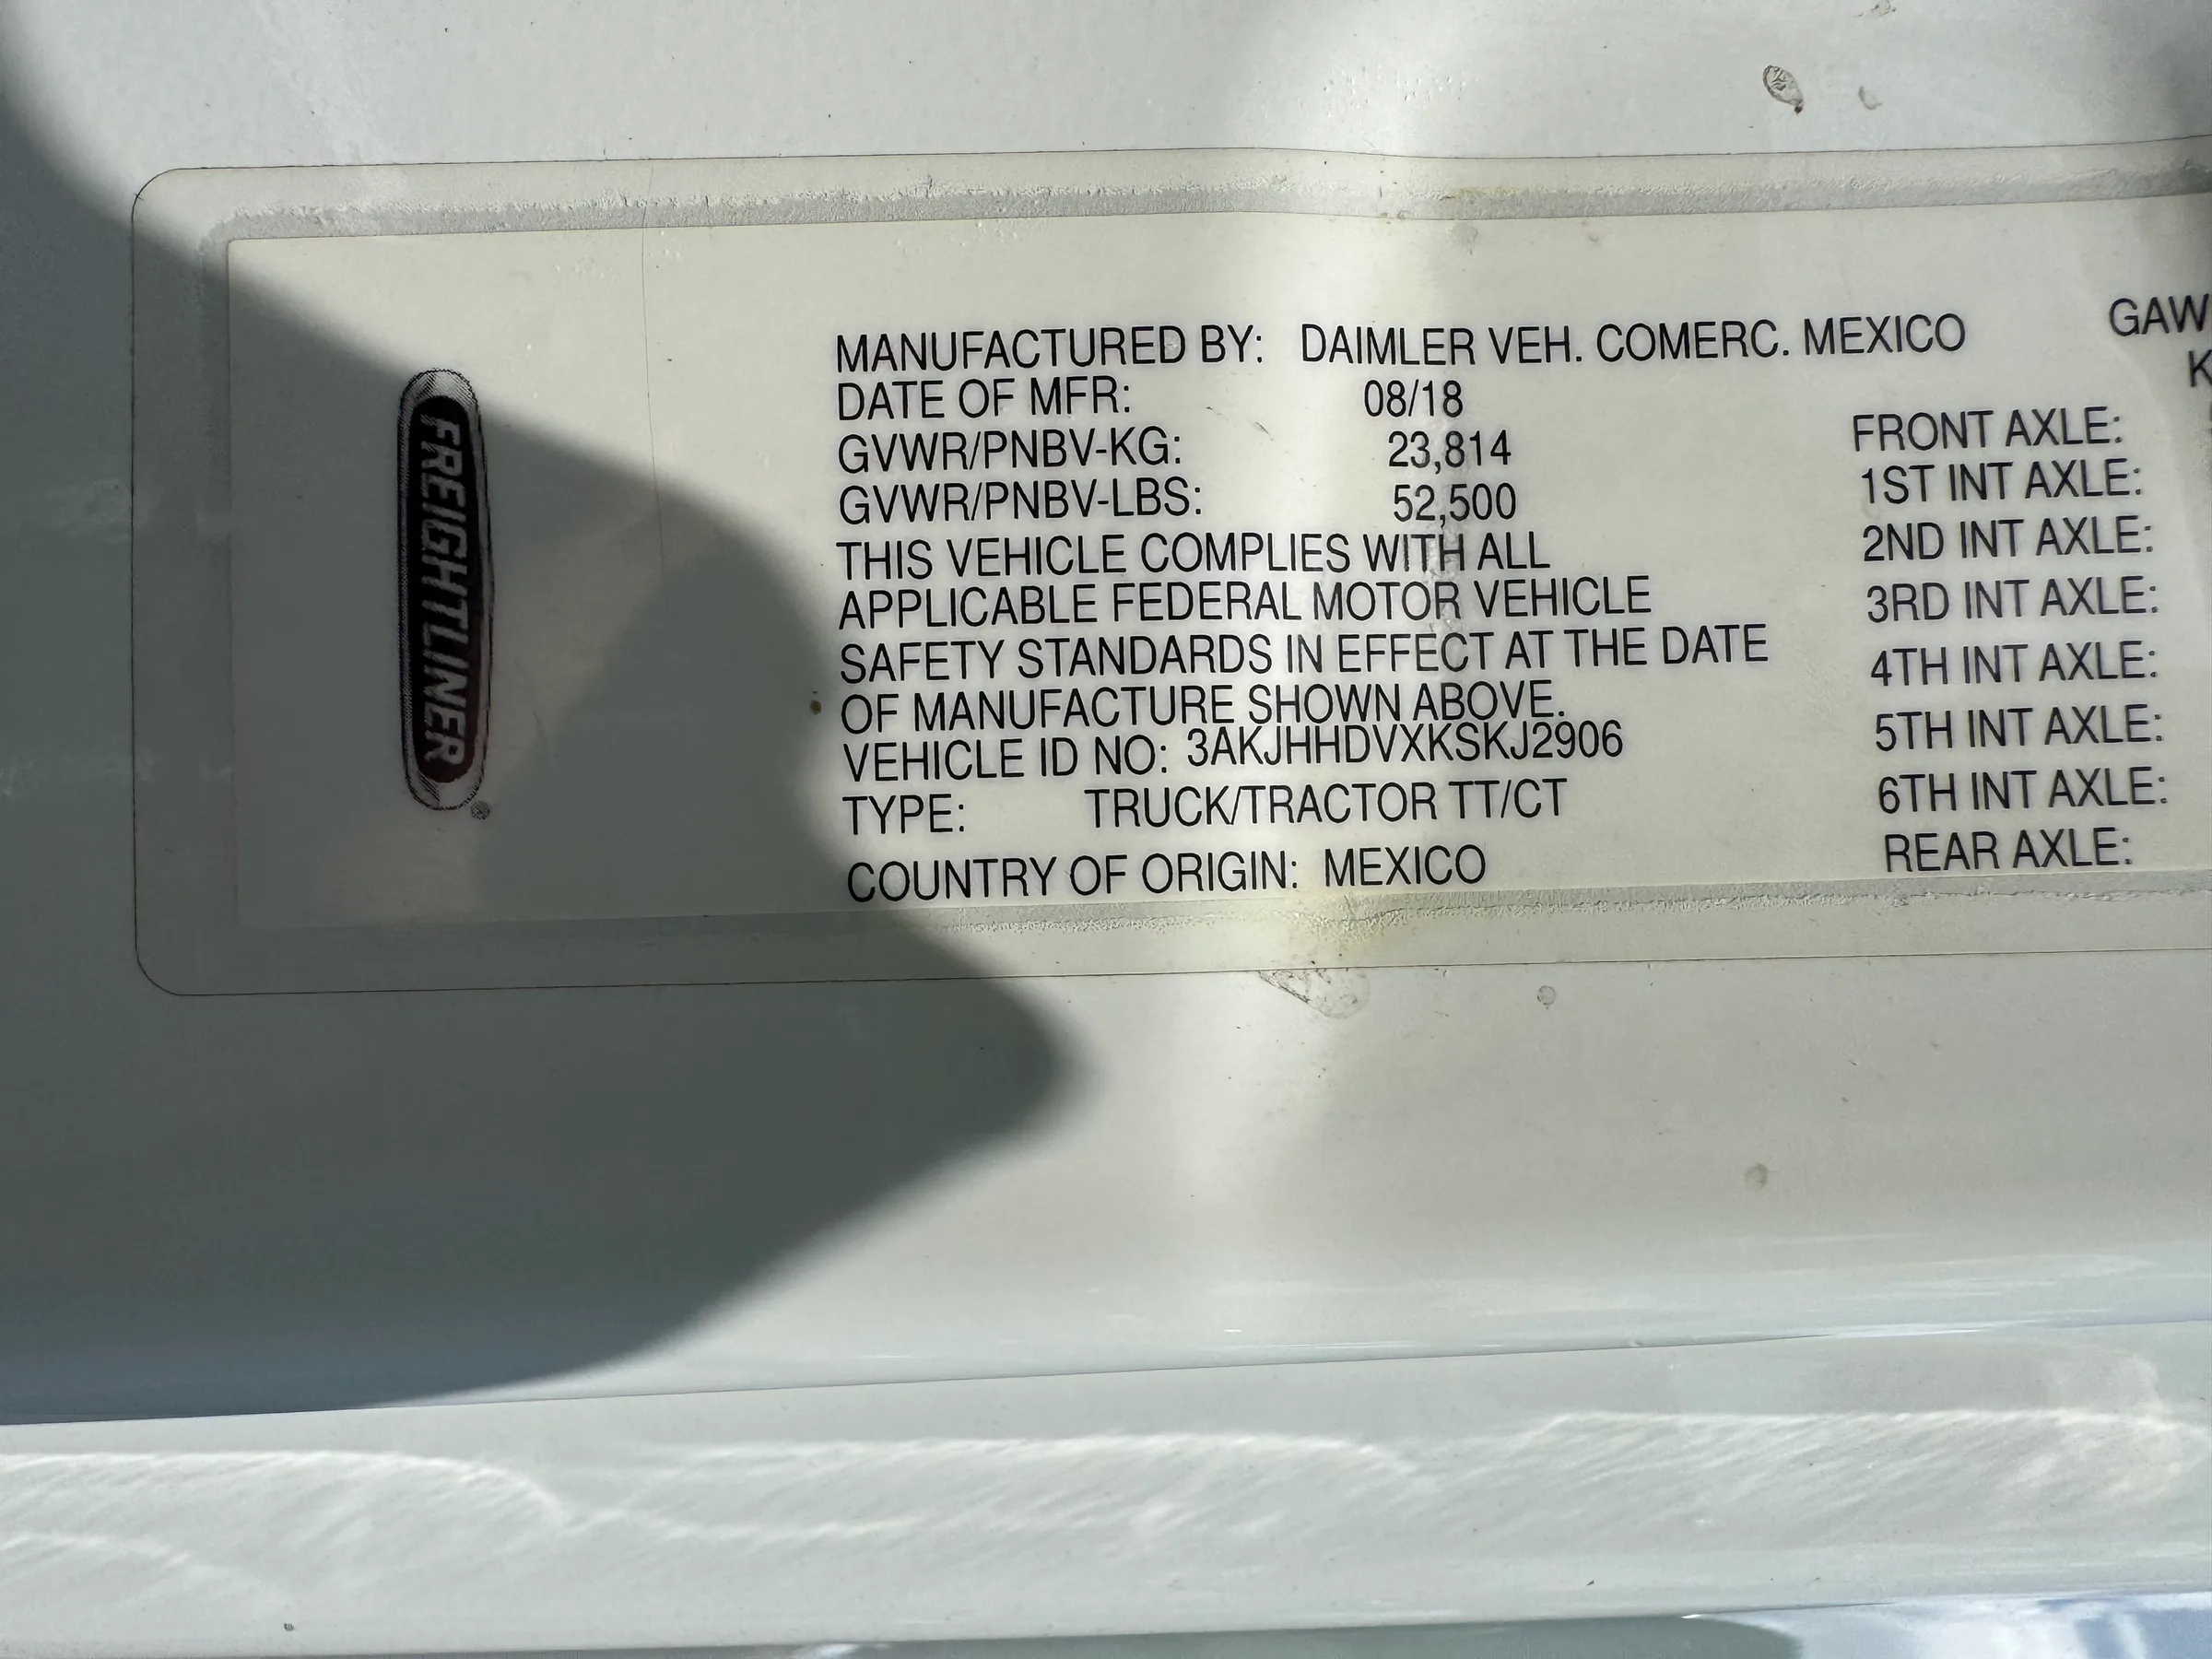 FREIGHTLINER®
MANUFACTURED BY: DAIMLER VEH. COMERC. MEXICO
DATE OF MFR: 08/18
GVWR/PNBV-KG: 23,814
GVWR/PNBV-LBS: 52,500
THIS VEHICLE COMPLIES WITH ALL
APPLICABLE FEDERAL MOTOR VEHICLE
SAFETY STANDARDS IN EFFECT AT THE DATE
OF MANUFACTURE SHOWN ABOVE.
VEHICLE ID NO: 3AKJHHDVXKSKJ2906
TYPE: TRUCK/TRACTOR TT/CT
COUNTRY OF ORIGIN: MEXICO
FRONT AXLE:
1ST INT AXLE:
2ND INT AXLE:
3RD INT AXLE:
4TH INT AXLE:
5TH INT AXLE:
6TH INT AXLE:
REAR AXLE: